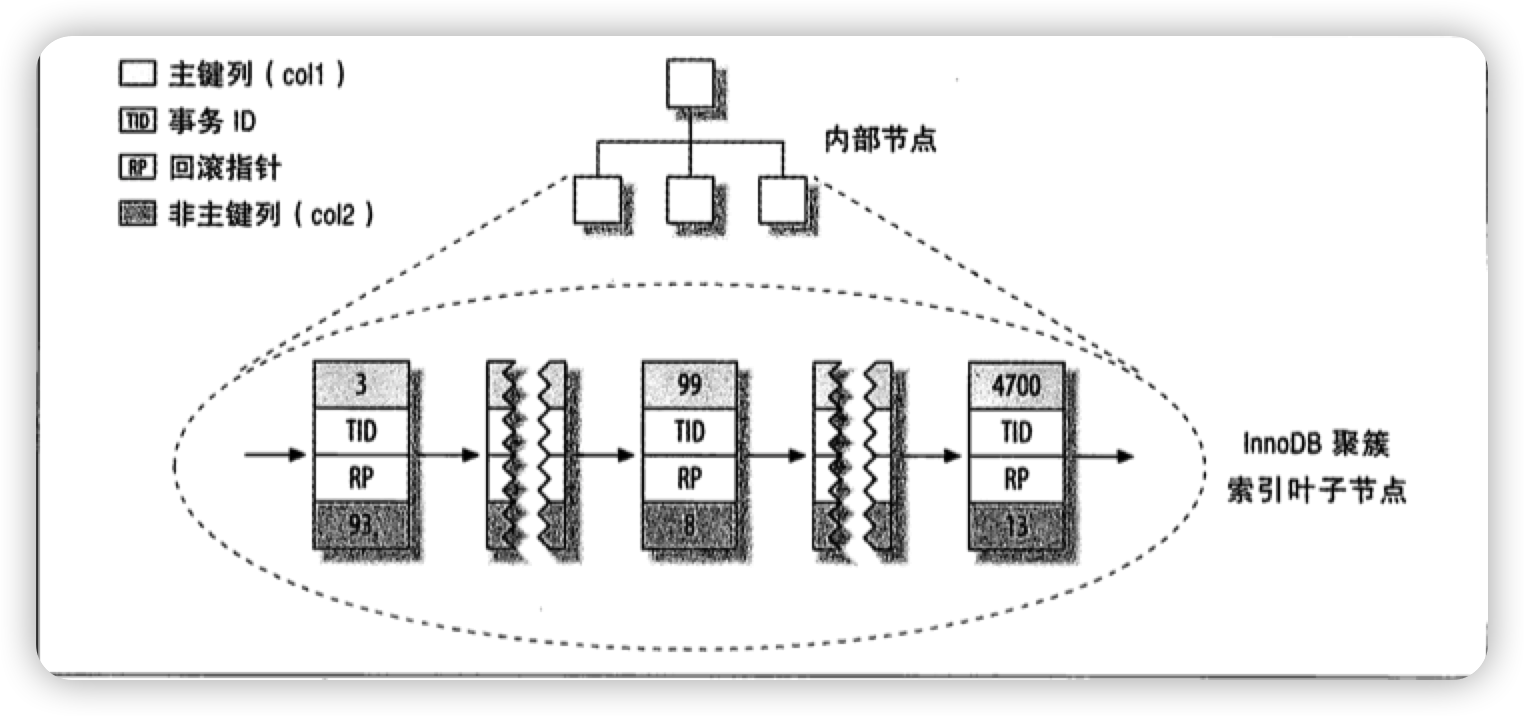 主键列（col1）
TID 事务 ID
RP 回滚指针
非主键列（col2）
内部节点
3
TID
RP
93
99
TID
RP
8
4700
TID
RP
13
InnoDB 聚簇
索引叶子节点